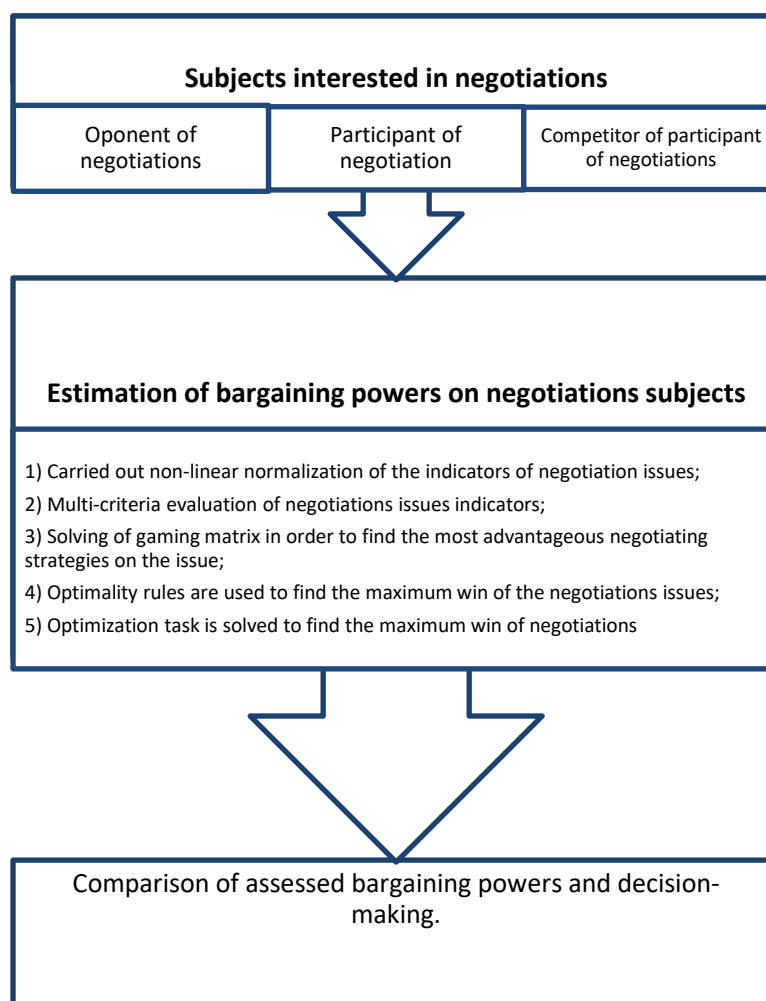 Subjects interested in negotiations
Oponent of
negotiations
Participant of
negotiation
Competitor of participant
of negotiations
Estimation of bargaining powers on negotiations subjects
1) Carried out non-linear normalization of the indicators of negotiation issues;
2) Multi-criteria evaluation of negotiations issues indicators;
3) Solving of gaming matrix in order to find the most advantageous negotiating
strategies on the issue;
4) Optimality rules are used to find the maximum win of the negotiations issues;
5) Optimization task is solved to find the maximum win of negotiations
Comparison of assessed bargaining powers and decision-
making.